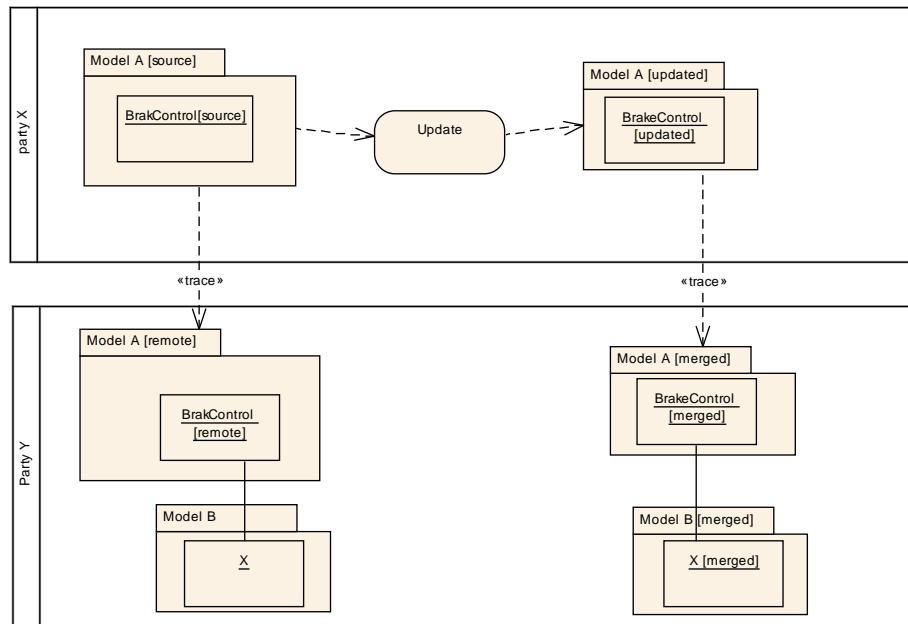 party X
Model A [source]
BrakControl[source]
Update
Model A [updated]
BrakeControl
[updated]
«trace»
«trace»
Party Y
Model A [remote]
BrakControl
[remote]
Model B
X
Model A [merged]
BrakeControl
[merged]
Model B [merged]
X [merged]